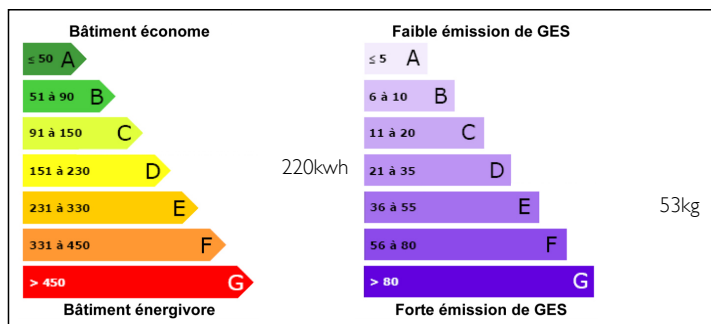 Bâtiment économe
≤ 50 A
51 à 90 B
91 à 150 C
151 à 230 D
220kwh
231 à 330 E
331 à 450 F
> 450 G
Bâtiment énergivore
Faible émission de GES
≤ 5 A
6 à 10 B
11 à 20 C
21 à 35 D
36 à 55 E
53kg
56 à 80 F
> 80 G
Forte émission de GES